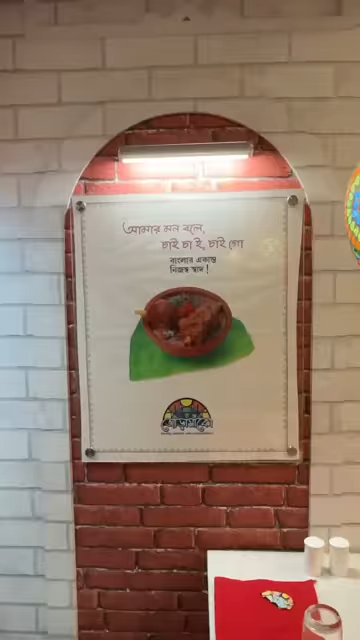 আমার মন বলে,
চাই চা ই, চাই গো
বাংলার একান্ত
নিজস্ব স্বাদ !
জোড়াসাঁকো